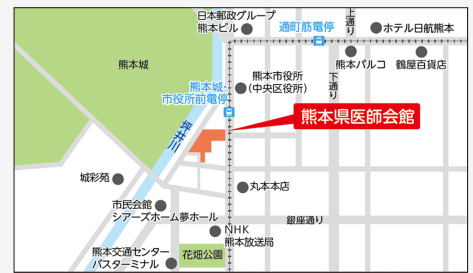 日本郵政グループ
熊本ビル
通町筋電停
上通り
ホテル日航熊本
熊本城
熊本城・
市役所前電停
熊本市役所
(中央区役所)
熊本パルコ
鶴屋百貨店
下通り
坪井川
熊本県医師会館
城彩苑
丸本本店
市民会館
シアーズホーム夢ホール
銀座通り
NHK
熊本放送局
熊本交通センター
バスターミナル
花畑公園